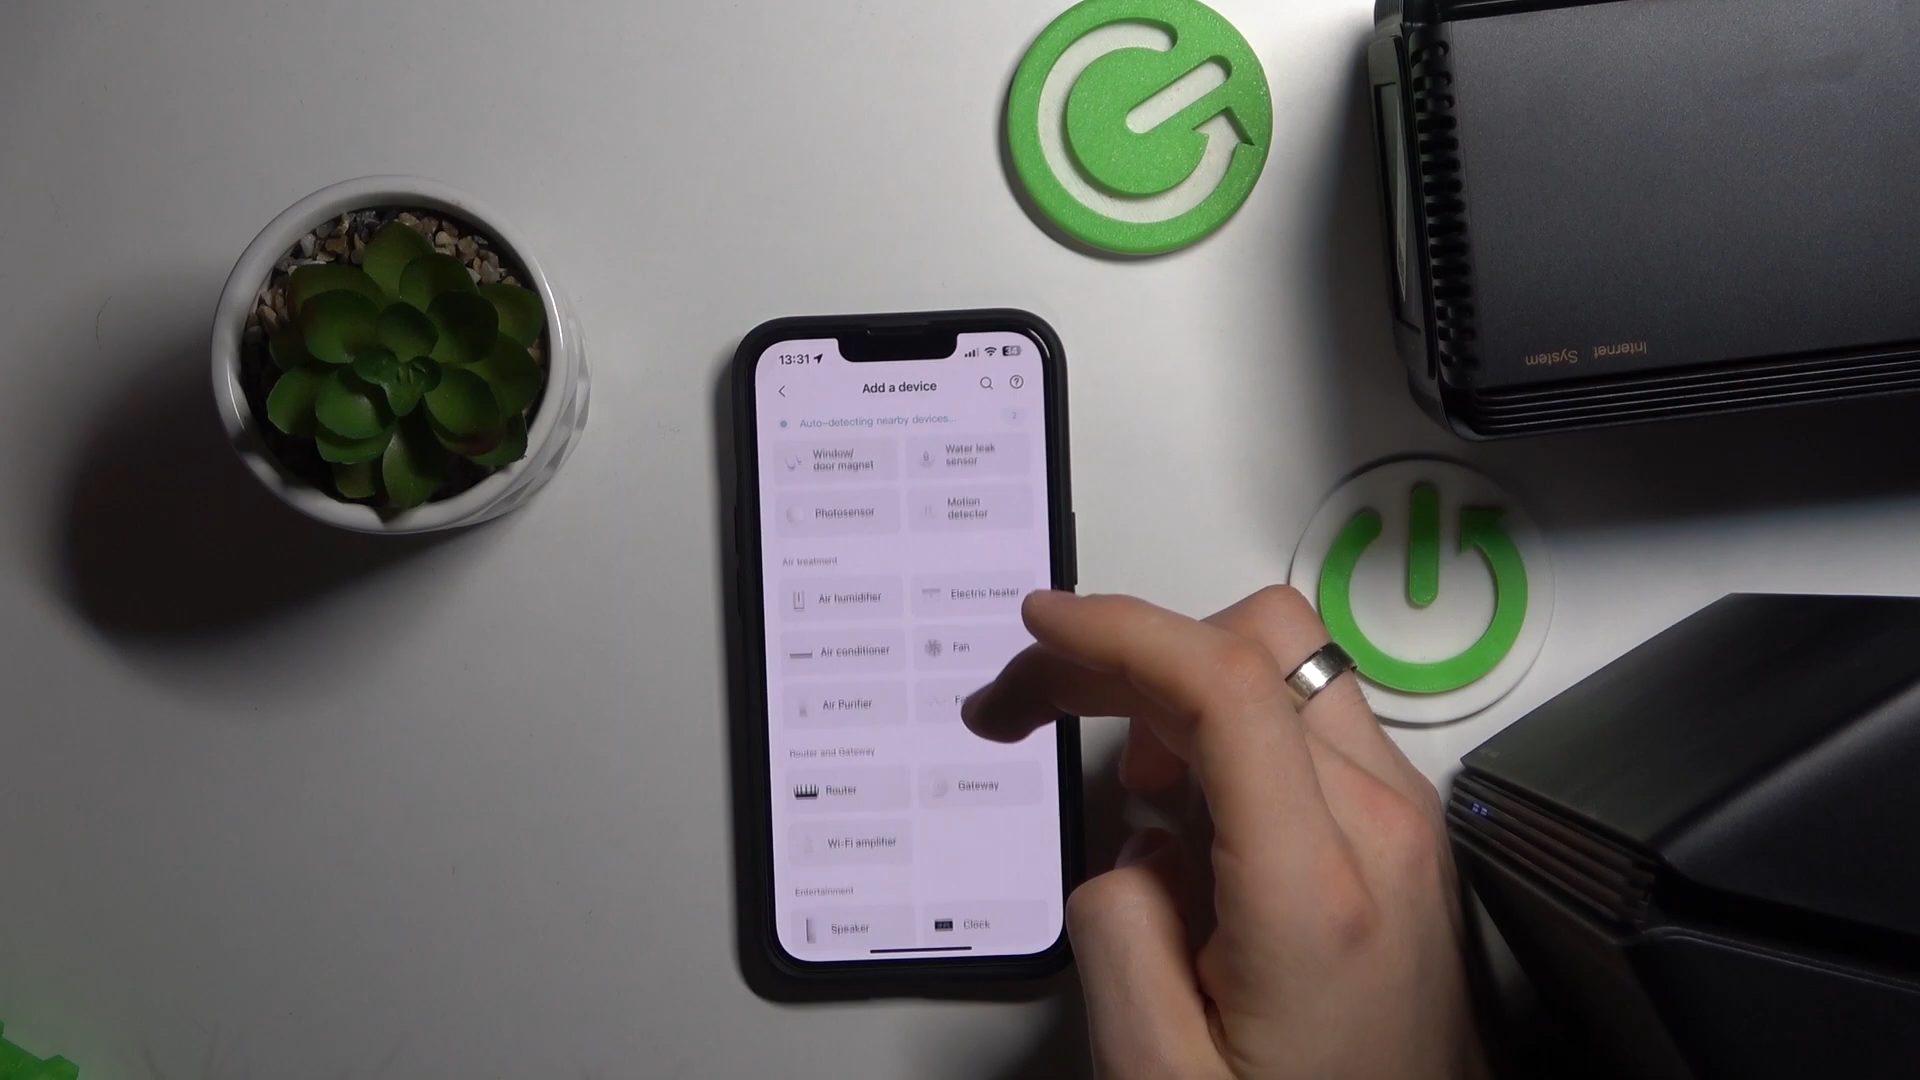 13:31
34
Add a device
Auto-detecting nearby devices...
2
Window/
door magnet
Water leak
sensor
Photosensor
Motion
detector
Air treatment
Air humidifier
Electric heater
Air conditioner
Fan
Air Purifier
Router and Gateway
Router
Gateway
Wi-Fi amplifier
Entertainment
Speaker
Clock
System Internet